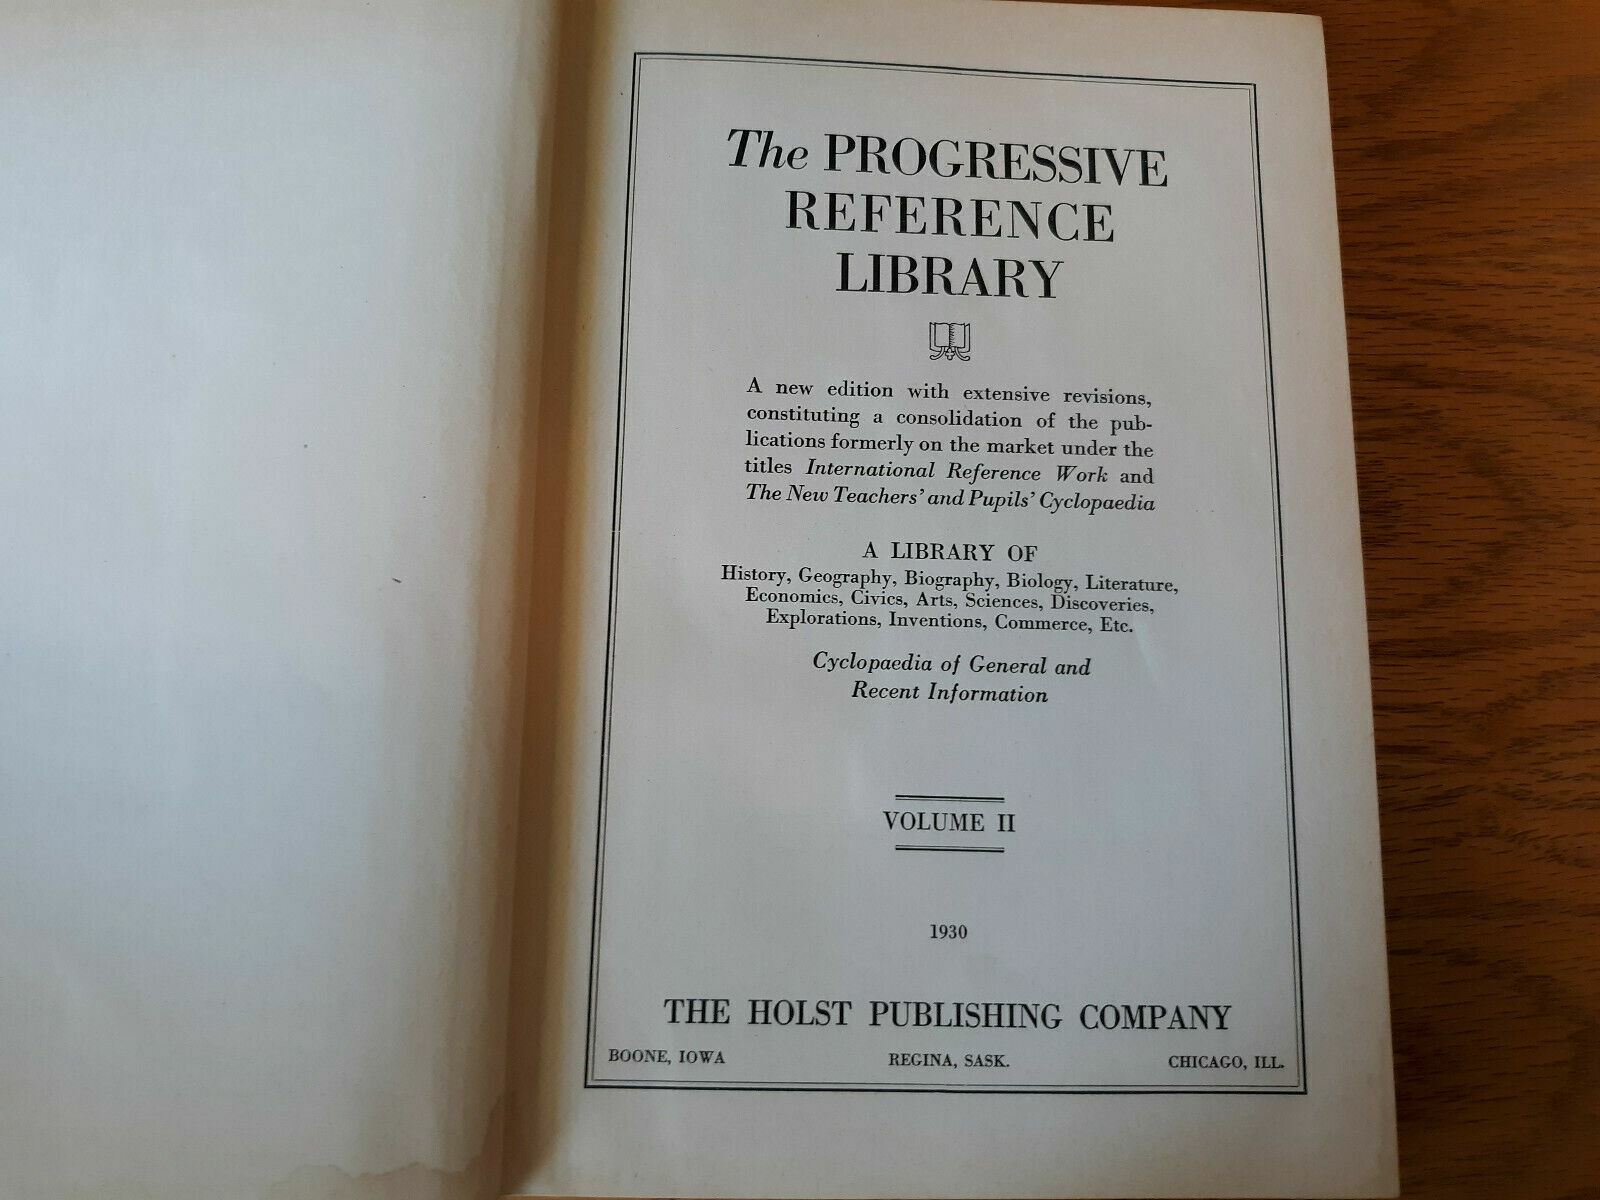 The PROGRESSIVE
REFERENCE
LIBRARY
A new edition with extensive revisions,
constituting a consolidation of the pub-
lications formerly on the market under the
titles International Reference Work and
The New Teachers' and Pupils' Cyclopaedia
A LIBRARY OF
History, Geography, Biography, Biology, Literature,
Economics, Civics, Arts, Sciences, Discoveries,
Explorations, Inventions, Commerce, Etc.
Cyclopaedia of General and
Recent Information
VOLUME II
1930
THE HOLST PUBLISHING COMPANY
BOONE, IOWA REGINA, SASK. CHICAGO, ILL.